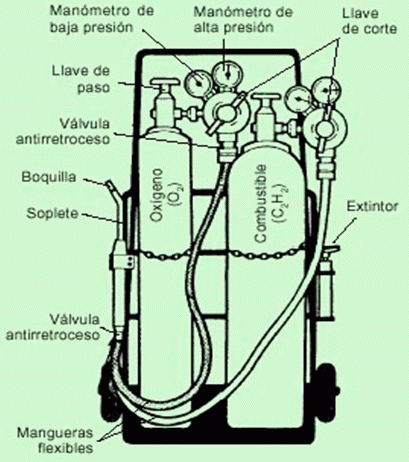 Manómetro de
baja presión
Manómetro de
alta presión
Llave
de corte
Llave de
paso
Válvula
antirretroceso
Boquilla
Soplete
Oxígeno
(O₂)
Combustible
(C₂H₂)
Extintor
Válvula
antirretroceso
Mangueras
flexibles